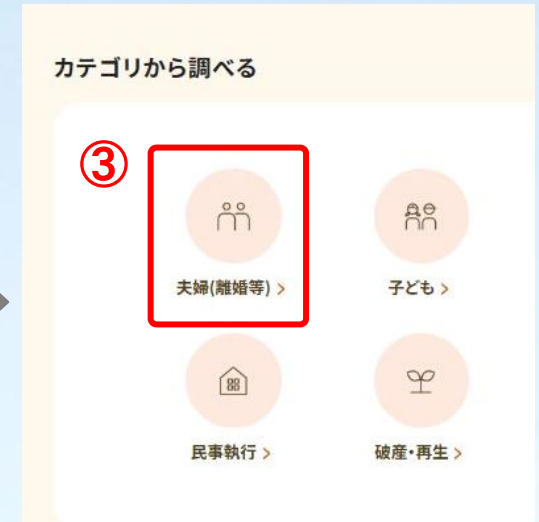 カテゴリから調べる
③
夫婦(離婚等) >
子ども >
民事執行 >
破産・再生 >